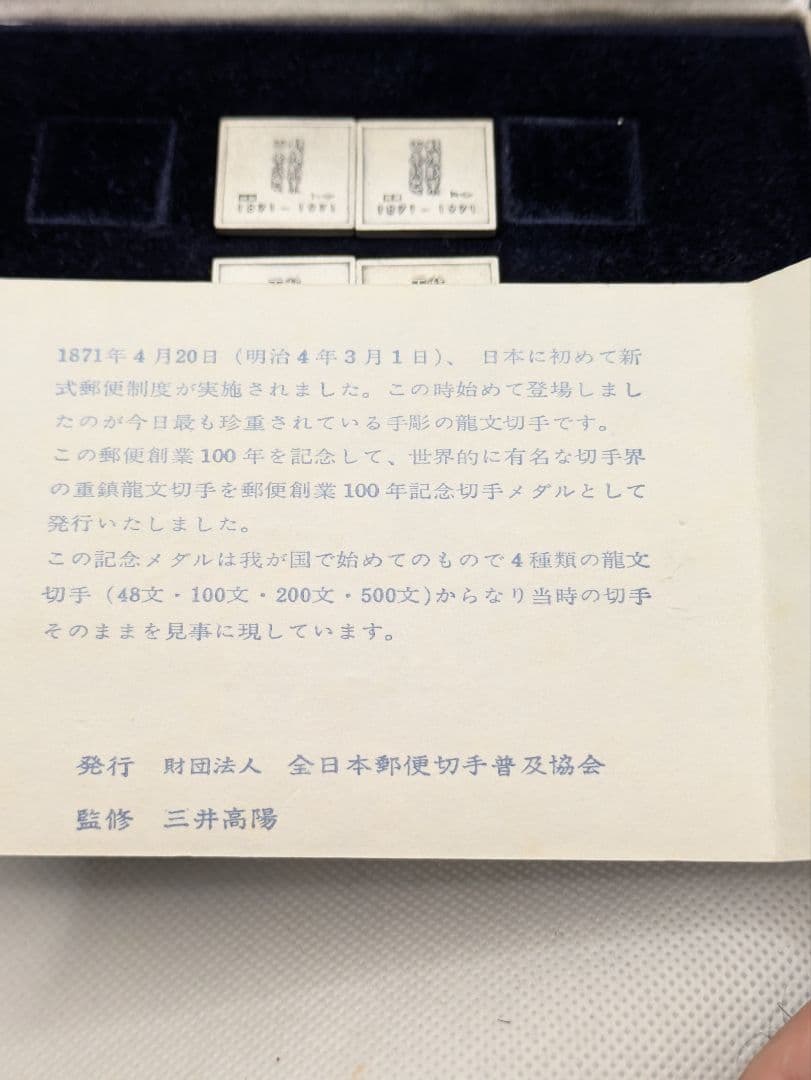 1871-1971
1871-1971
1871年4月20日（明治4年3月1日）、 日本に初めて新
式郵便制度が実施されました。この時始めて登場しまし
たのが今日最も珍重されている手彫の龍文切手です。
この郵便創業100年を記念して、世界的に有名な切手界
の重鎮龍文切手を郵便創業100年記念切手メダルとして
発行いたしました。
この記念メダルは我が国で始めてのもので4種類の龍文
切手（48文・100文・200文・500文)からなり当時の切手
そのままを見事に現しています。
発行 財団法人 全日本郵便切手普及協会
監修 三井高陽